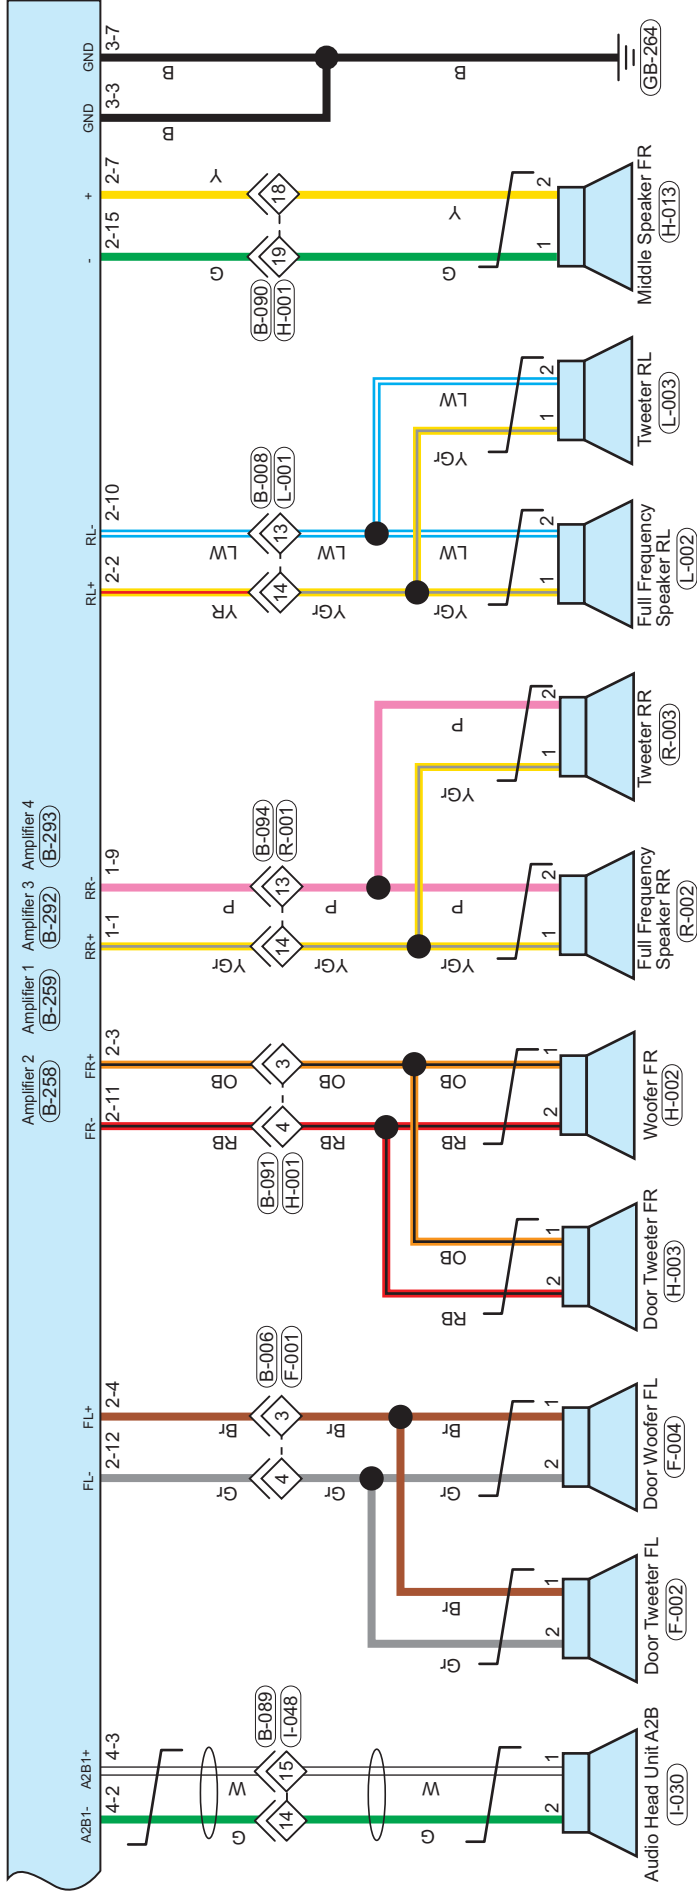 Amplifier 2
B-258
Amplifier 1
B-259
Amplifier 3
B-292
Amplifier 4
B-293
A2B1-
A2B1+
FL-
FL+
FR-
FR+
RR+
RR-
RL+
RL-
-
+
GND
GND
4-2
4-3
2-12
2-4
2-11
2-3
1-1
1-9
2-2
2-10
2-15
2-7
3-3
3-7
G
W
Gr
Br
RB
OB
YGr
P
YR
LW
G
Y
B
B
B
14
15
B-089
I-048
4
3
B-006
F-001
B-091
H-001
4
3
14
13
B-094
R-001
14
13
B-008
L-001
B-090
H-001
19
18
Gr
Br
RB
OB
YGr
P
YGr
LW
G
W
Gr
Br
Gr
Br
RB
OB
RB
OB
YGr
P
YGr
P
YGr
LW
YGr
LW
G
Y
2
1
2
1
2
1
2
1
2
1
1
2
1
2
1
2
1
2
1
2
Audio Head Unit A2B
I-030
Door Tweeter FL
F-002
Door Woofer FL
F-004
Door Tweeter FR
H-003
Woofer FR
H-002
Full Frequency
Speaker RR
R-002
Tweeter RR
R-003
Full Frequency
Speaker RL
L-002
Tweeter RL
L-003
Middle Speaker FR
H-013
GB-264